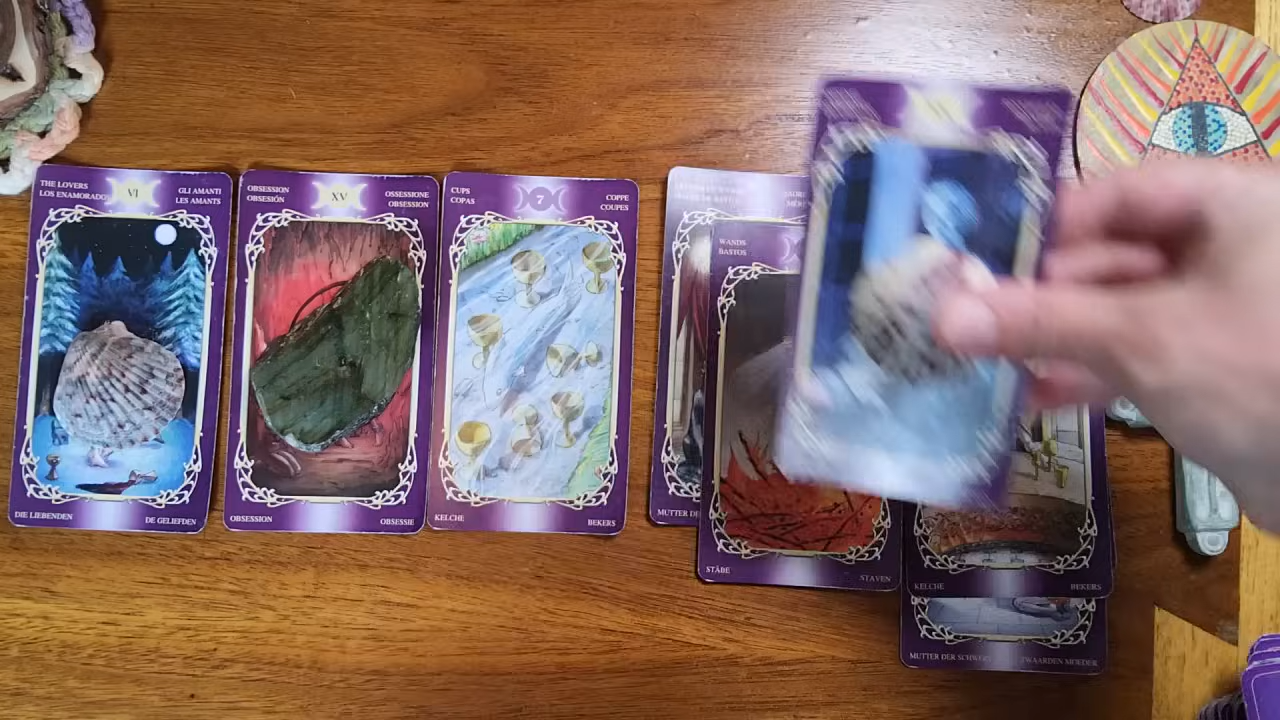 THE LOVERS
LOS ENAMORADOS
VI
GLI AMANTI
LES AMANTS
DIE LIEBENDEN
DE GELIEFDEN
OBSESSION
OBSESIÓN
XV
OSSESSIONE
OBSESSION
OBSESSION
OBSESSIE
CUPS
COPAS
7
COPPE
COUPES
KELCHE
BEKERS
MUTTER DE
WANDS
BASTOS
STÄBE
STAVEN
KELCHE
BEKERS
MUTTER DER SCHWER
ZWAARDEN MOEDER